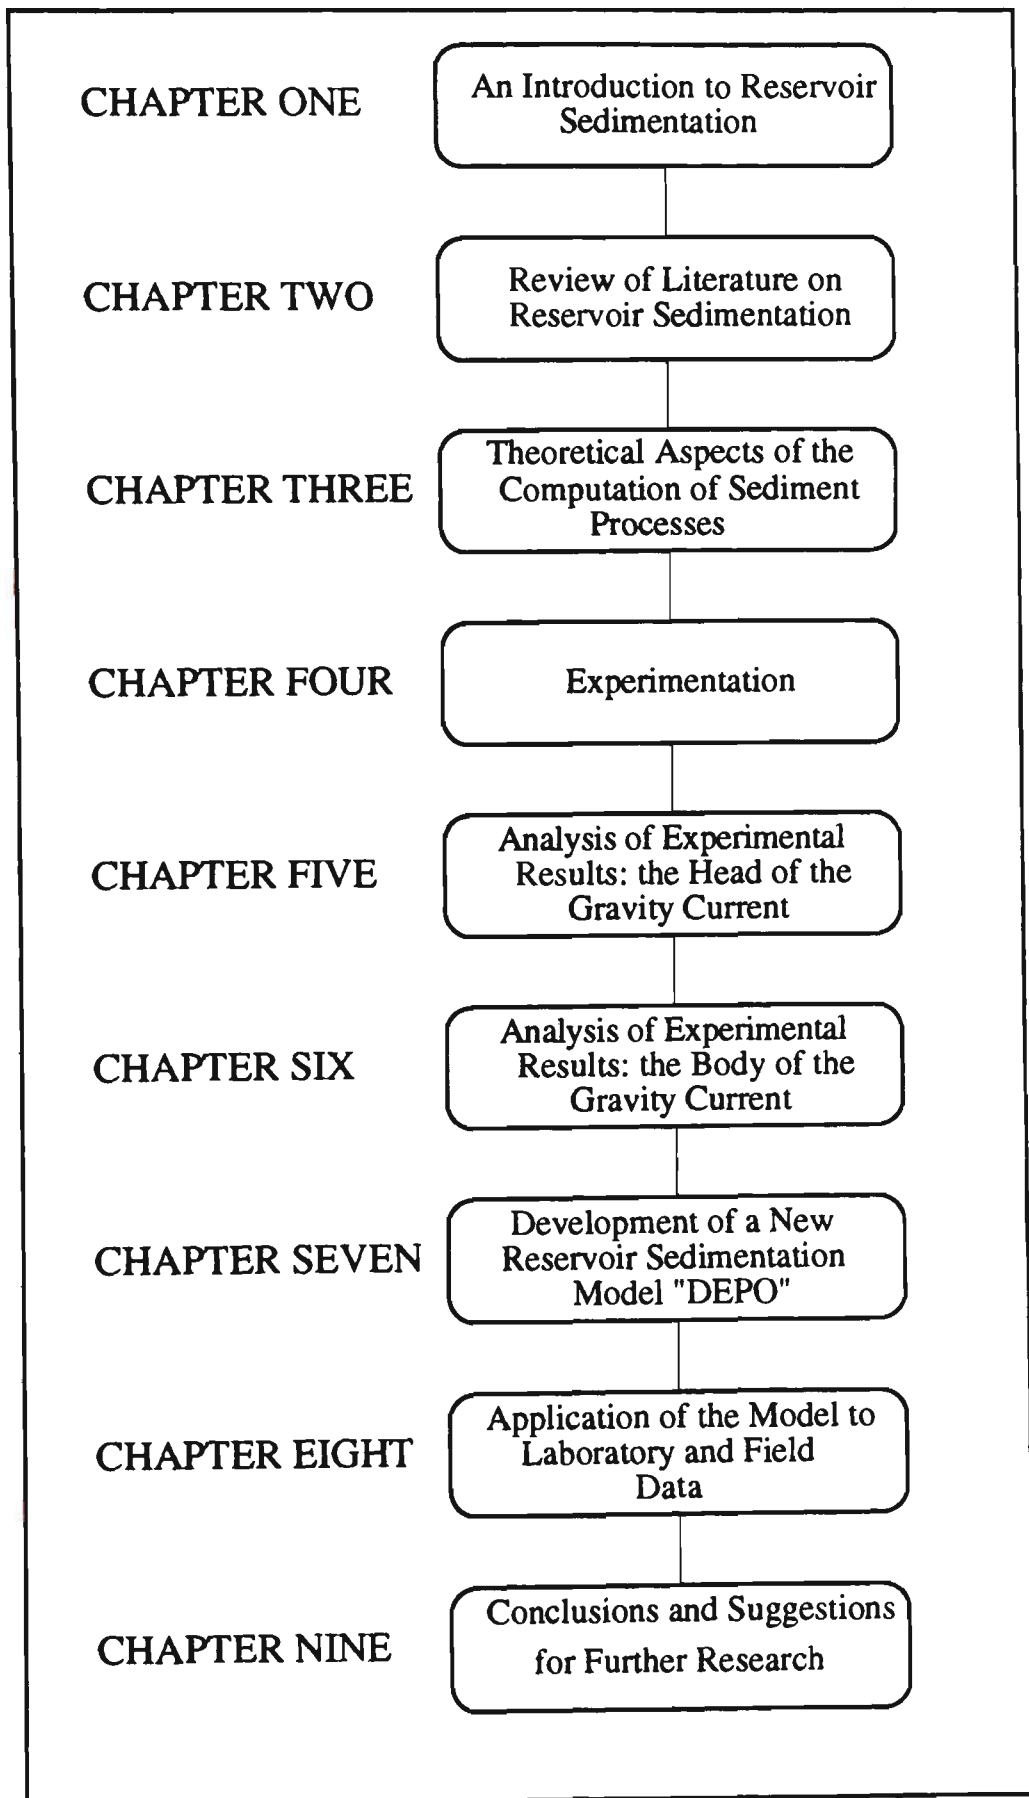 CHAPTER ONE
An Introduction to Reservoir
Sedimentation
CHAPTER TWO
Review of Literature on
Reservoir Sedimentation
CHAPTER THREE
Theoretical Aspects of the
Computation of Sediment
Processes
CHAPTER FOUR
Experimentation
CHAPTER FIVE
Analysis of Experimental
Results: the Head of the
Gravity Current
CHAPTER SIX
Analysis of Experimental
Results: the Body of the
Gravity Current
CHAPTER SEVEN
Development of a New
Reservoir Sedimentation
Model "DEPO"
CHAPTER EIGHT
Application of the Model to
Laboratory and Field
Data
CHAPTER NINE
Conclusions and Suggestions
for Further Research